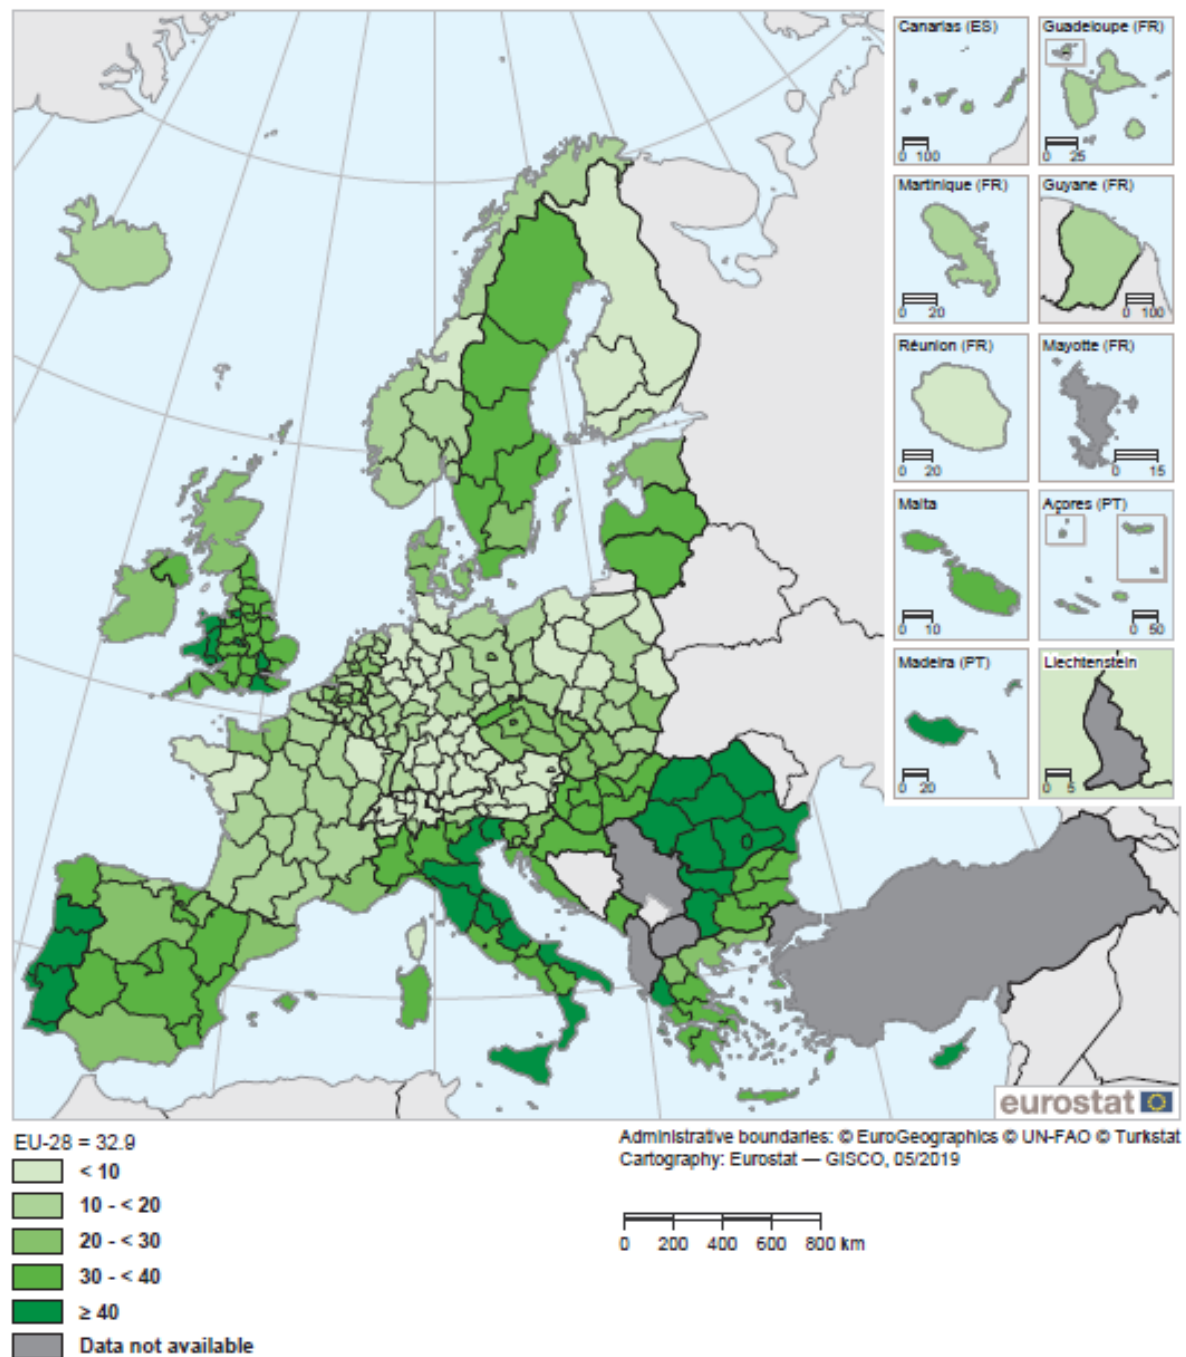 Canarias (ES)
0 100
Guadeloupe (FR)
0 25
Martinique (FR)
0 20
Guyane (FR)
0 100
Réunion (FR)
0 20
Mayotte (FR)
0 15
Malta
0 10
Açores (PT)
0 50
Madeira (PT)
0 20
Liechtenstein
0 5
eurostat
EU-28 = 32.9
< 10
10 - < 20
20 - < 30
30 - < 40
≥ 40
Data not available
Administrative boundaries: © EuroGeographics © UN-FAO © Turkstat
Cartography: Eurostat — GISCO, 05/2019
0 200 400 600 800 km